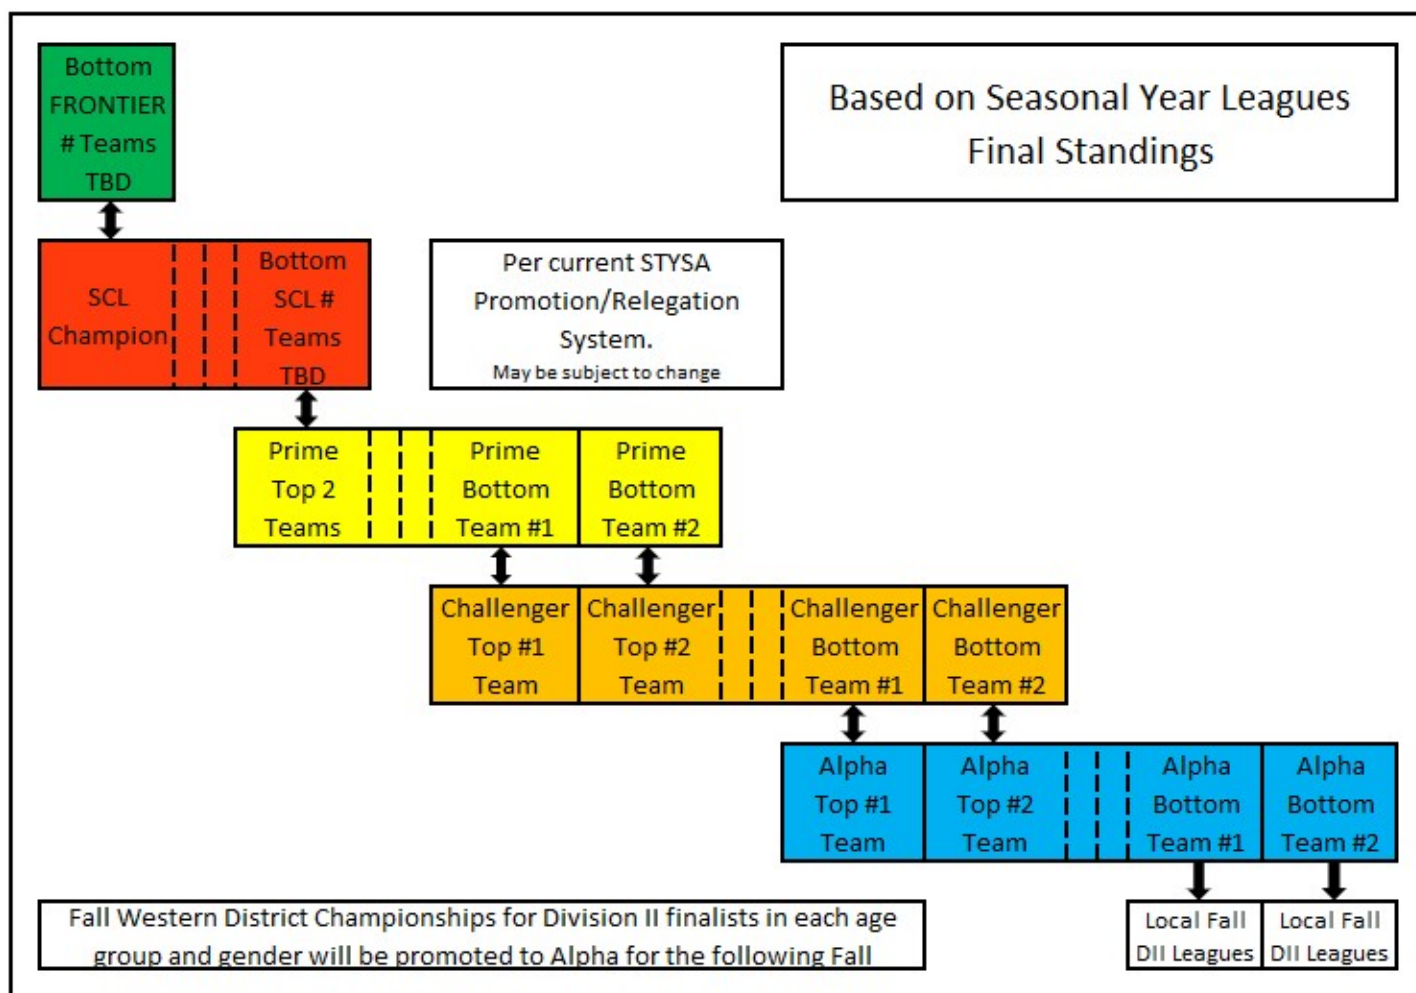 Bottom
FRONTIER
# Teams
TBD
Based on Seasonal Year Leagues
Final Standings
SCL
Champion
Bottom
SCL #
Teams
TBD
Per current STYSA
Promotion/Relegation
System.
May be subject to change
Prime
Top 2
Teams
Prime
Bottom
Team #1
Prime
Bottom
Team #2
Challenger
Top #1
Team
Challenger
Top #2
Team
Challenger
Bottom
Team #1
Challenger
Bottom
Team #2
Alpha
Top #1
Team
Alpha
Top #2
Team
Alpha
Bottom
Team #1
Alpha
Bottom
Team #2
Fall Western District Championships for Division II finalists in each age
group and gender will be promoted to Alpha for the following Fall
Local Fall
DII Leagues
Local Fall
DII Leagues